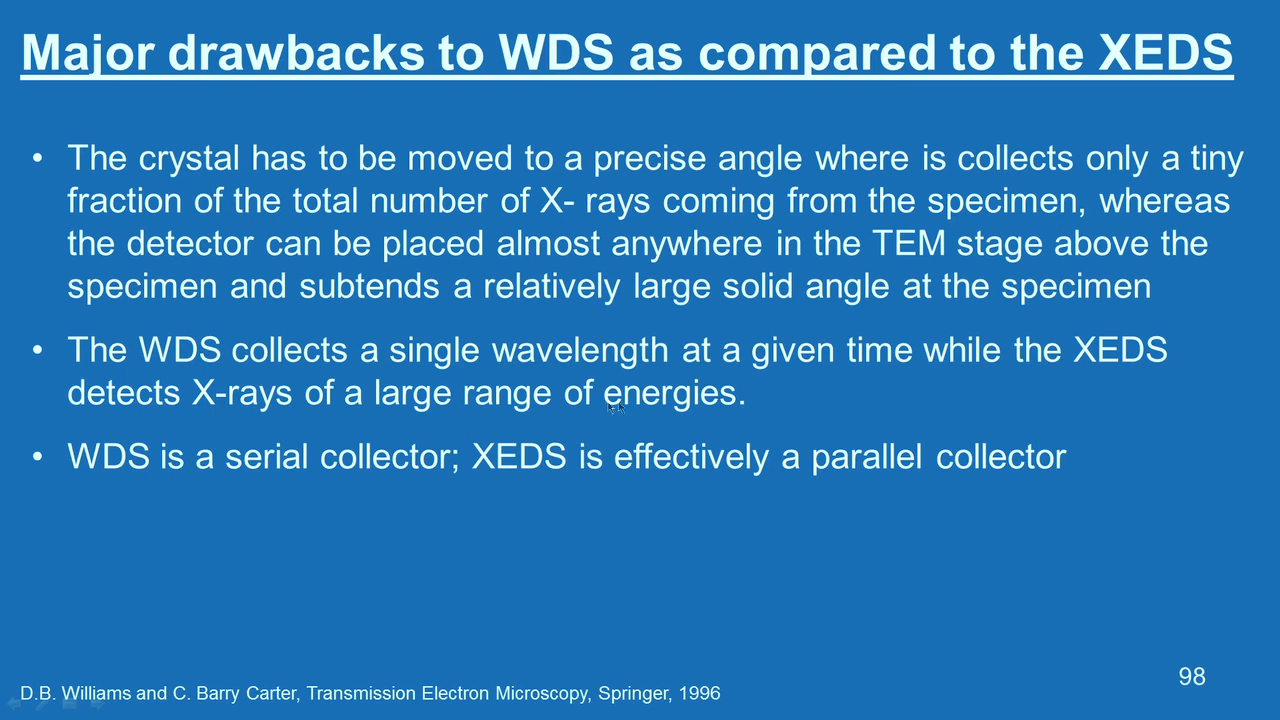 Major drawbacks to WDS as compared to the XEDS
• The crystal has to be moved to a precise angle where is collects only a tiny
fraction of the total number of X- rays coming from the specimen, whereas
the detector can be placed almost anywhere in the TEM stage above the
specimen and subtends a relatively large solid angle at the specimen
• The WDS collects a single wavelength at a given time while the XEDS
detects X-rays of a large range of energies.
• WDS is a serial collector; XEDS is effectively a parallel collector
98
D.B. Williams and C. Barry Carter, Transmission Electron Microscopy, Springer, 1996